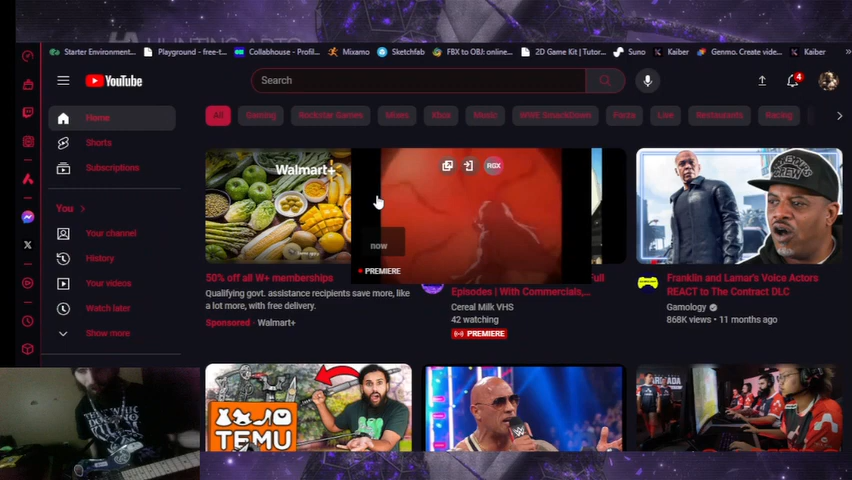 HUNTING ARTS
Starter Environment...
Playground - free-t...
Collabhouse - Profil...
Mixamo
Sketchfab
FBX to OBJ: online...
2D Game Kit | Tutor...
Suno
Kaiber
Genmo. Create vide...
Kaiber
»
YouTube
Search
4
Home
Shorts
Subscriptions
You
Your channel
History
Your videos
Watch later
Show more
All
Gaming
Rockstar Games
Mixes
Xbox
Music
WWE SmackDown
Facts
Live
Restaurants
Racing
Walmart+
RGX
now
PREMIERE
50% off all W+ memberships
Qualifying govt. assistance recipients save more, like
a lot more, with free delivery.
Sponsored · Walmart+
Full
Episodes | With Commercials,...
Cereal Milk VHS
42 watching
PREMIERE
Franklin and Lamar's Voice Actors
REACT to The Contract DLC
Gamology
868K views • 11 months ago
TEMU